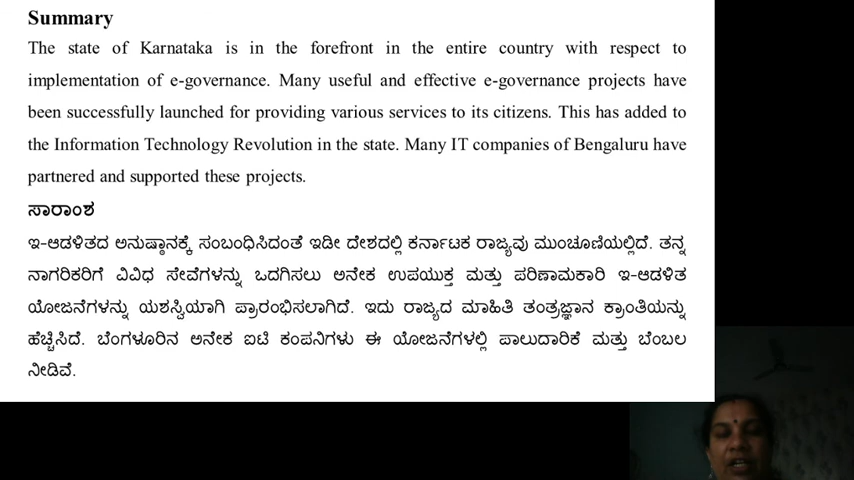 Summary
The state of Karnataka is in the forefront in the entire country with respect to
implementation of e-governance. Many useful and effective e-governance projects have
been successfully launched for providing various services to its citizens. This has added to
the Information Technology Revolution in the state. Many IT companies of Bengaluru have
partnered and supported these projects.
ಸಾರಾಂಶ
ಇ-ಆಡಳಿತದ ಅನುಷ್ಠಾನಕ್ಕೆ ಸಂಬಂಧಿಸಿದಂತೆ ಇಡೀ ದೇಶದಲ್ಲಿ ಕರ್ನಾಟಕ ರಾಜ್ಯವು ಮುಂಚೂಣಿಯಲ್ಲಿದೆ. ತನ್ನ
ನಾಗರಿಕರಿಗೆ ವಿವಿಧ ಸೇವೆಗಳನ್ನು ಒದಗಿಸಲು ಅನೇಕ ಉಪಯುಕ್ತ ಮತ್ತು ಪರಿಣಾಮಕಾರಿ ಇ-ಆಡಳಿತ
ಯೋಜನೆಗಳನ್ನು ಯಶಸ್ವಿಯಾಗಿ ಪ್ರಾರಂಭಿಸಲಾಗಿದೆ. ಇದು ರಾಜ್ಯದ ಮಾಹಿತಿ ತಂತ್ರಜ್ಞಾನ ಕ್ರಾಂತಿಯನ್ನು
ಹೆಚ್ಚಿಸಿದೆ. ಬೆಂಗಳೂರಿನ ಅನೇಕ ಐಟಿ ಕಂಪನಿಗಳು ಈ ಯೋಜನೆಗಳಲ್ಲಿ ಪಾಲುದಾರಿಕೆ ಮತ್ತು ಬೆಂಬಲ
ನೀಡಿವೆ.